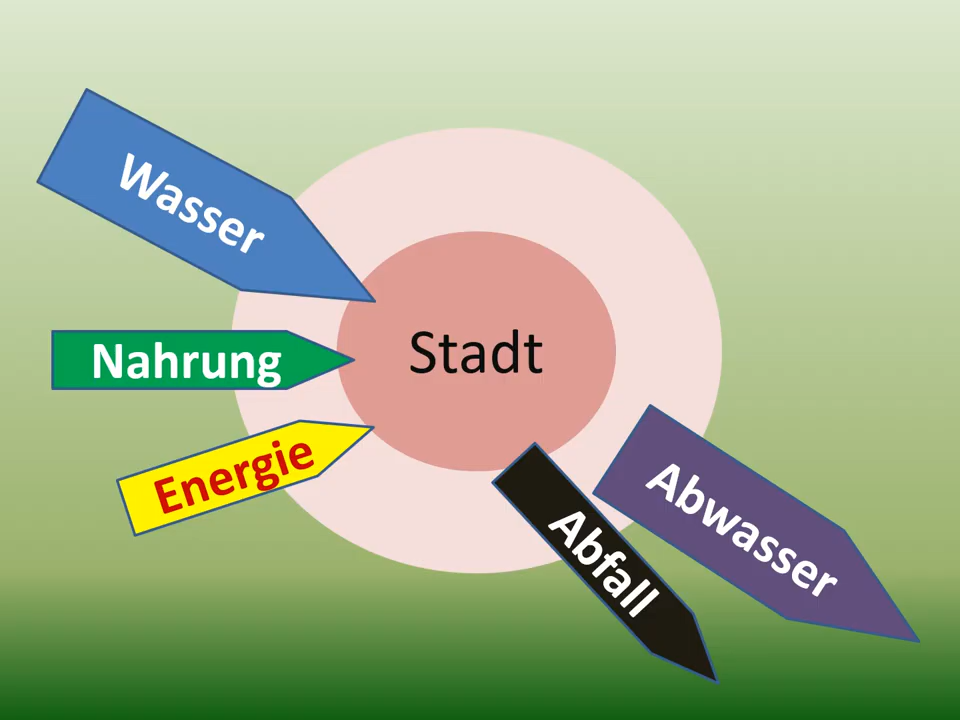 Wasser
Nahrung
Energie
Stadt
Abfall
Abwasser